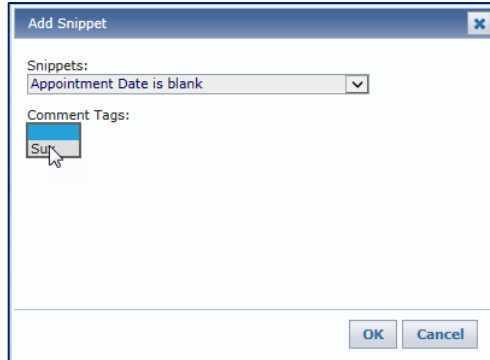 Add Snippet
Snippets:
Appointment Date is blank
Comment Tags:
OK
Cancel